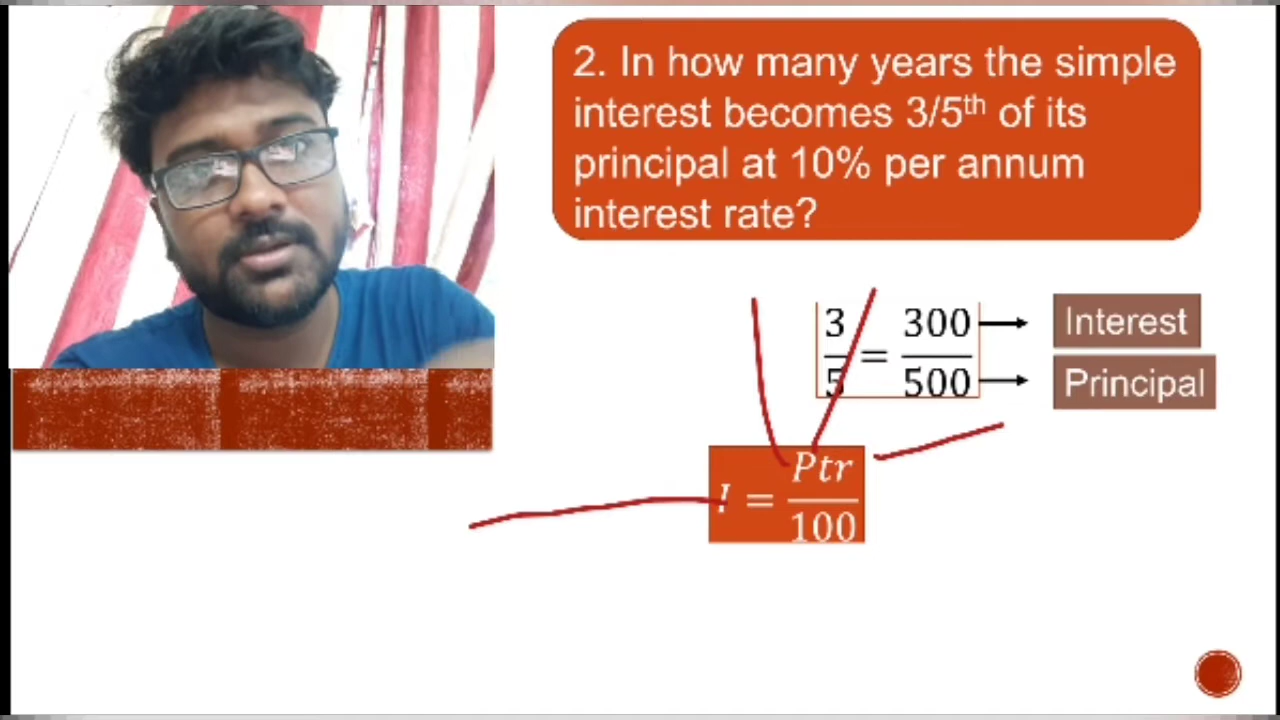 2. In how many years the simple
interest becomes 3/5th of its
principal at 10% per annum
interest rate?
3/5 = 300/500
Interest
Principal
I = Ptr/100